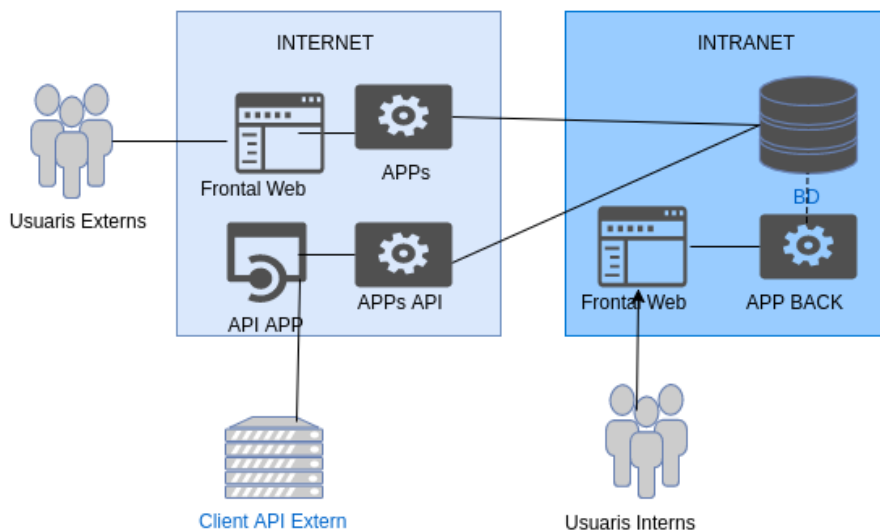 INTERNET
INTRANET
Frontal Web
APPs
Usuaris Externs
BD
API APP
APPs API
Frontal Web
APP BACK
Client API Extern
Usuaris Interns